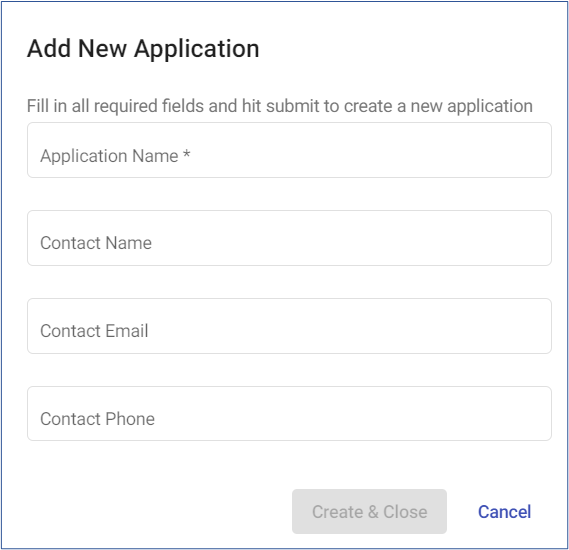 Add New Application
Fill in all required fields and hit submit to create a new application
Application Name *
Contact Name
Contact Email
Contact Phone
Create & Close Cancel